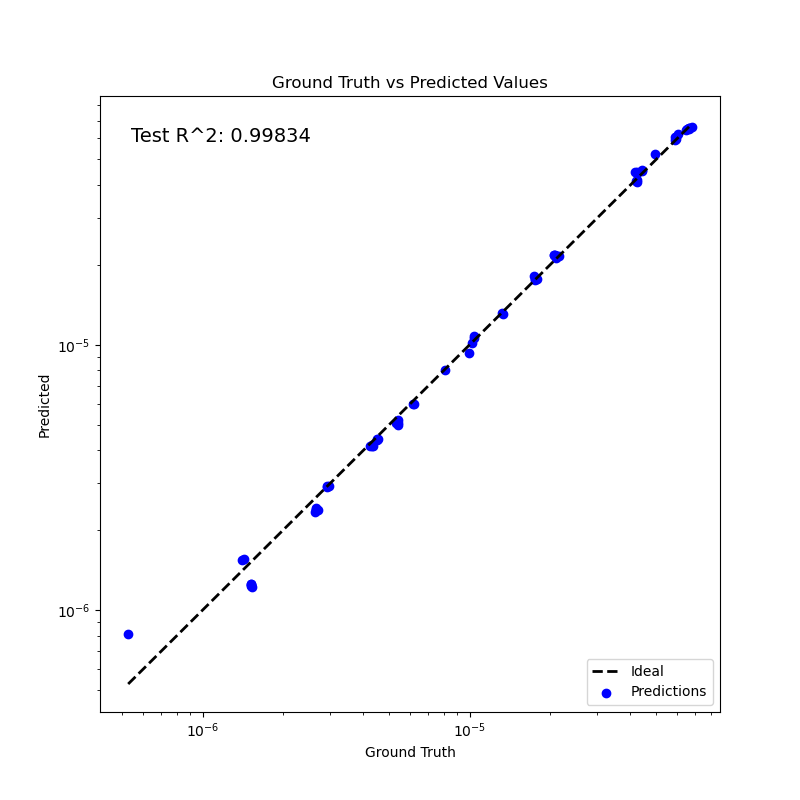 Ground Truth vs Predicted Values
Test R^2: 0.99834
10⁻⁵
10⁻⁶
Predicted
Ideal
Predictions
10⁻⁶
10⁻⁵
Ground Truth